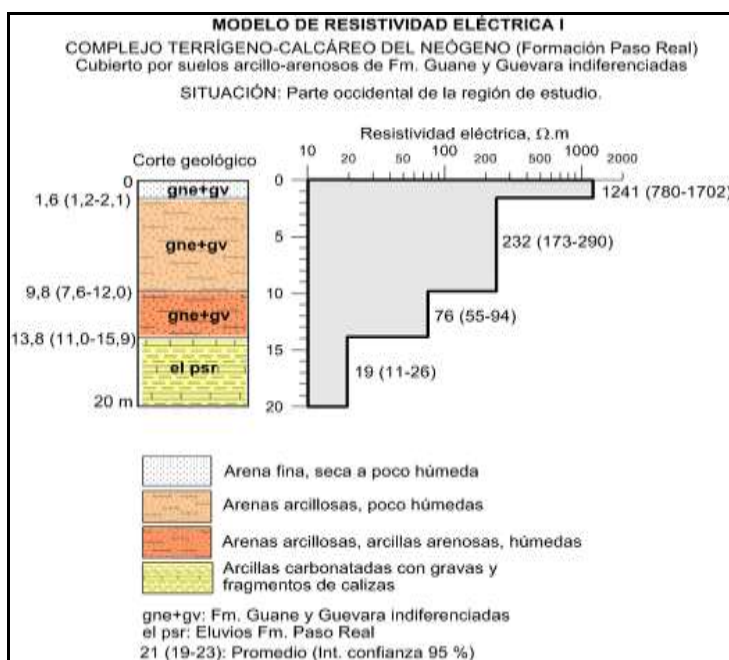 MODELO DE RESISTIVIDAD ELÉCTRICA I
COMPLEJO TERRÍGENO-CALCÁREO DEL NEÓGENO (Formación Paso Real)
Cubierto por suelos arcillo-arenosos de Fm. Guane y Guevara indiferenciadas
SITUACIÓN: Parte occidental de la región de estudio.
Resistividad eléctrica, Ω.m
Corte geológico
10 20 50 100 200 500 1000 2000
0
gne+gv
1,6 (1,2-2,1)
gne+gv
9,8 (7,6-12,0)
gne+gv
13,8 (11,0-15,9)
el psr
20 m
0
5
10
15
20
1241 (780-1702)
232 (173-290)
76 (55-94)
19 (11-26)
Arena fina, seca a poco húmeda
Arenas arcillosas, poco húmedas
Arenas arcillosas, arcillas arenosas, húmedas
Arcillas carbonatadas con gravas y
fragmentos de calizas
gne+gv: Fm. Guane y Guevara indiferenciadas
el psr: Eluvios Fm. Paso Real
21 (19-23): Promedio (Int. confianza 95 %)